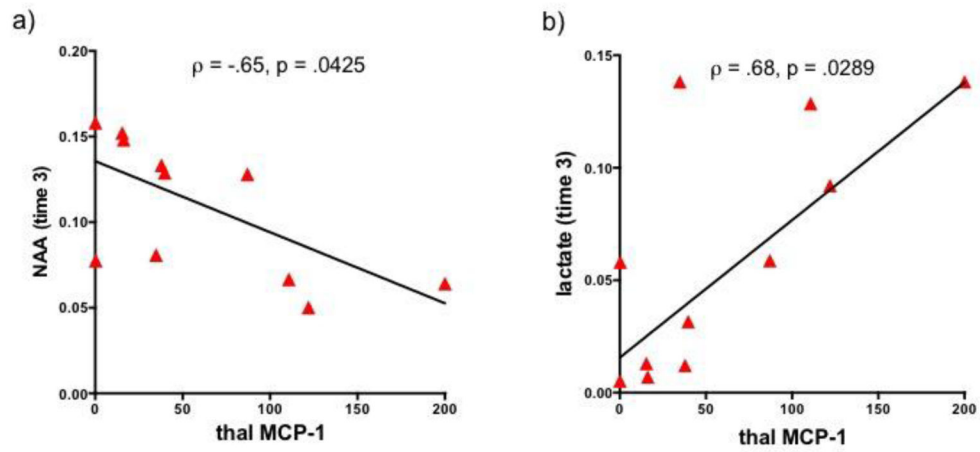 a)
ρ = -.65, p = .0425
NAA (time 3)
0.20
0.15
0.10
0.05
0.00
0 50 100 150 200
thal MCP-1
b)
ρ = .68, p = .0289
lactate (time 3)
0.15
0.10
0.05
0.00
0 50 100 150 200
thal MCP-1